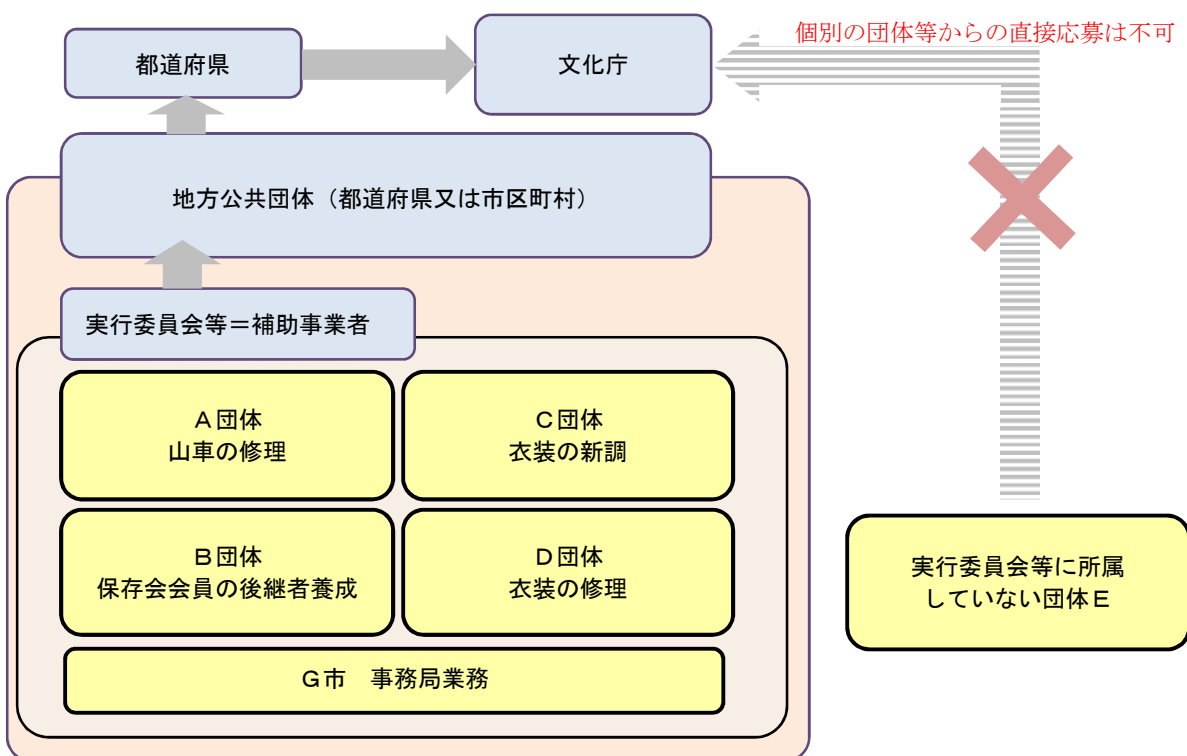 個別の団体等からの直接応募は不可
都道府県
文化庁
地方公共団体（都道府県又は市区町村）
実行委員会等＝補助事業者
Ａ団体
山車の修理
Ｃ団体
衣装の新調
Ｂ団体
保存会会員の後継者養成
Ｄ団体
衣装の修理
Ｇ市　事務局業務
実行委員会等に所属
していない団体Ｅ